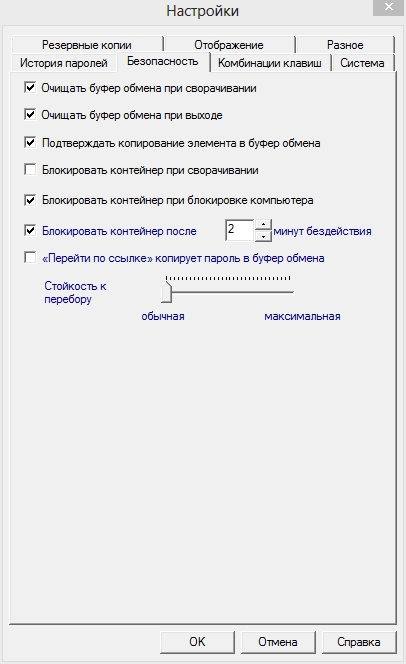 Настройки
Резервные копии
Отображение
Разное
История паролей
Безопасность
Комбинации клавиш
Система
Очищать буфер обмена при сворачивании
Очищать буфер обмена при выходе
Подтверждать копирование элемента в буфер обмена
Блокировать контейнер при сворачивании
Блокировать контейнер при блокировке компьютера
Блокировать контейнер после 2 минут бездействия
«Перейти по ссылке» копирует пароль в буфер обмена
Стойкость к
перебору
обычная
максимальная
OK
Отмена
Справка